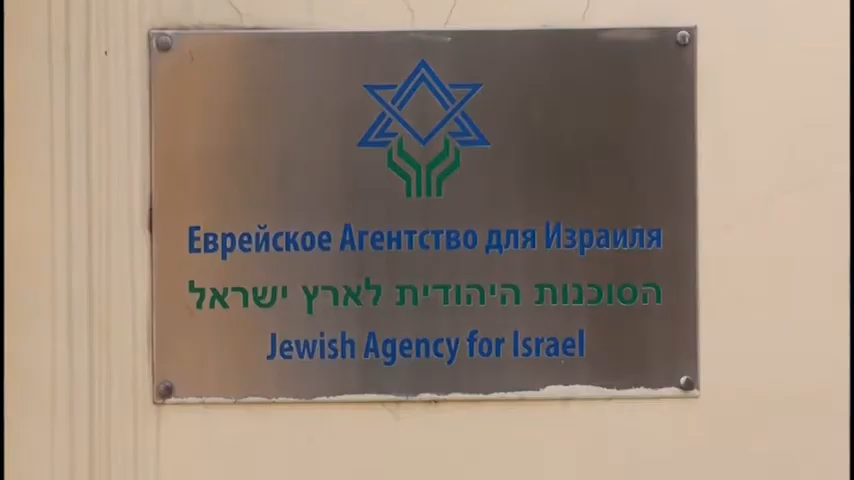 Еврейское Агентство для Израиля
הסוכנות היהודית לארץ ישראל
Jewish Agency for Israel